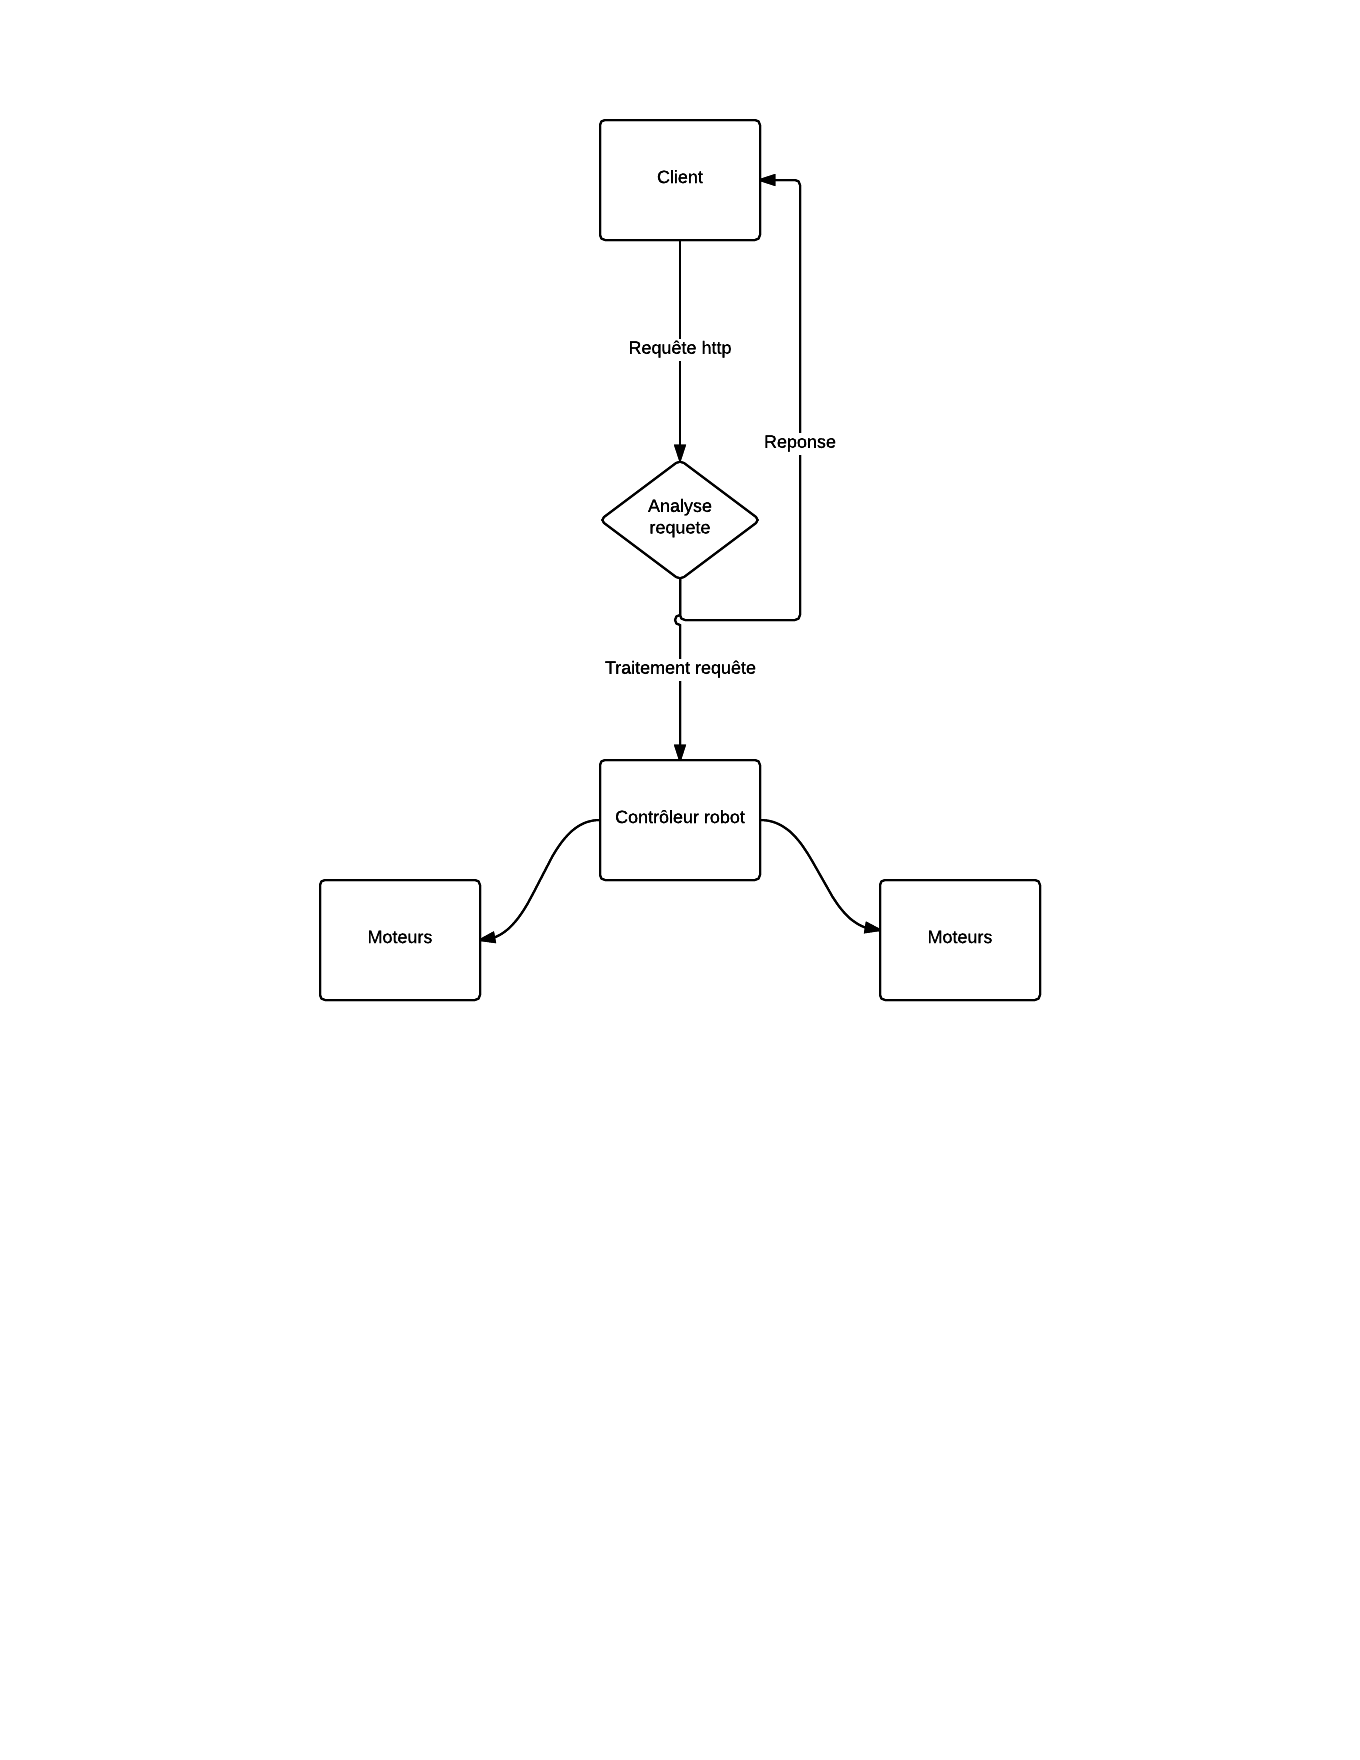 Client
Requête http
Reponse
Analyse
requete
Traitement requête
Contrôleur robot
Moteurs
Moteurs